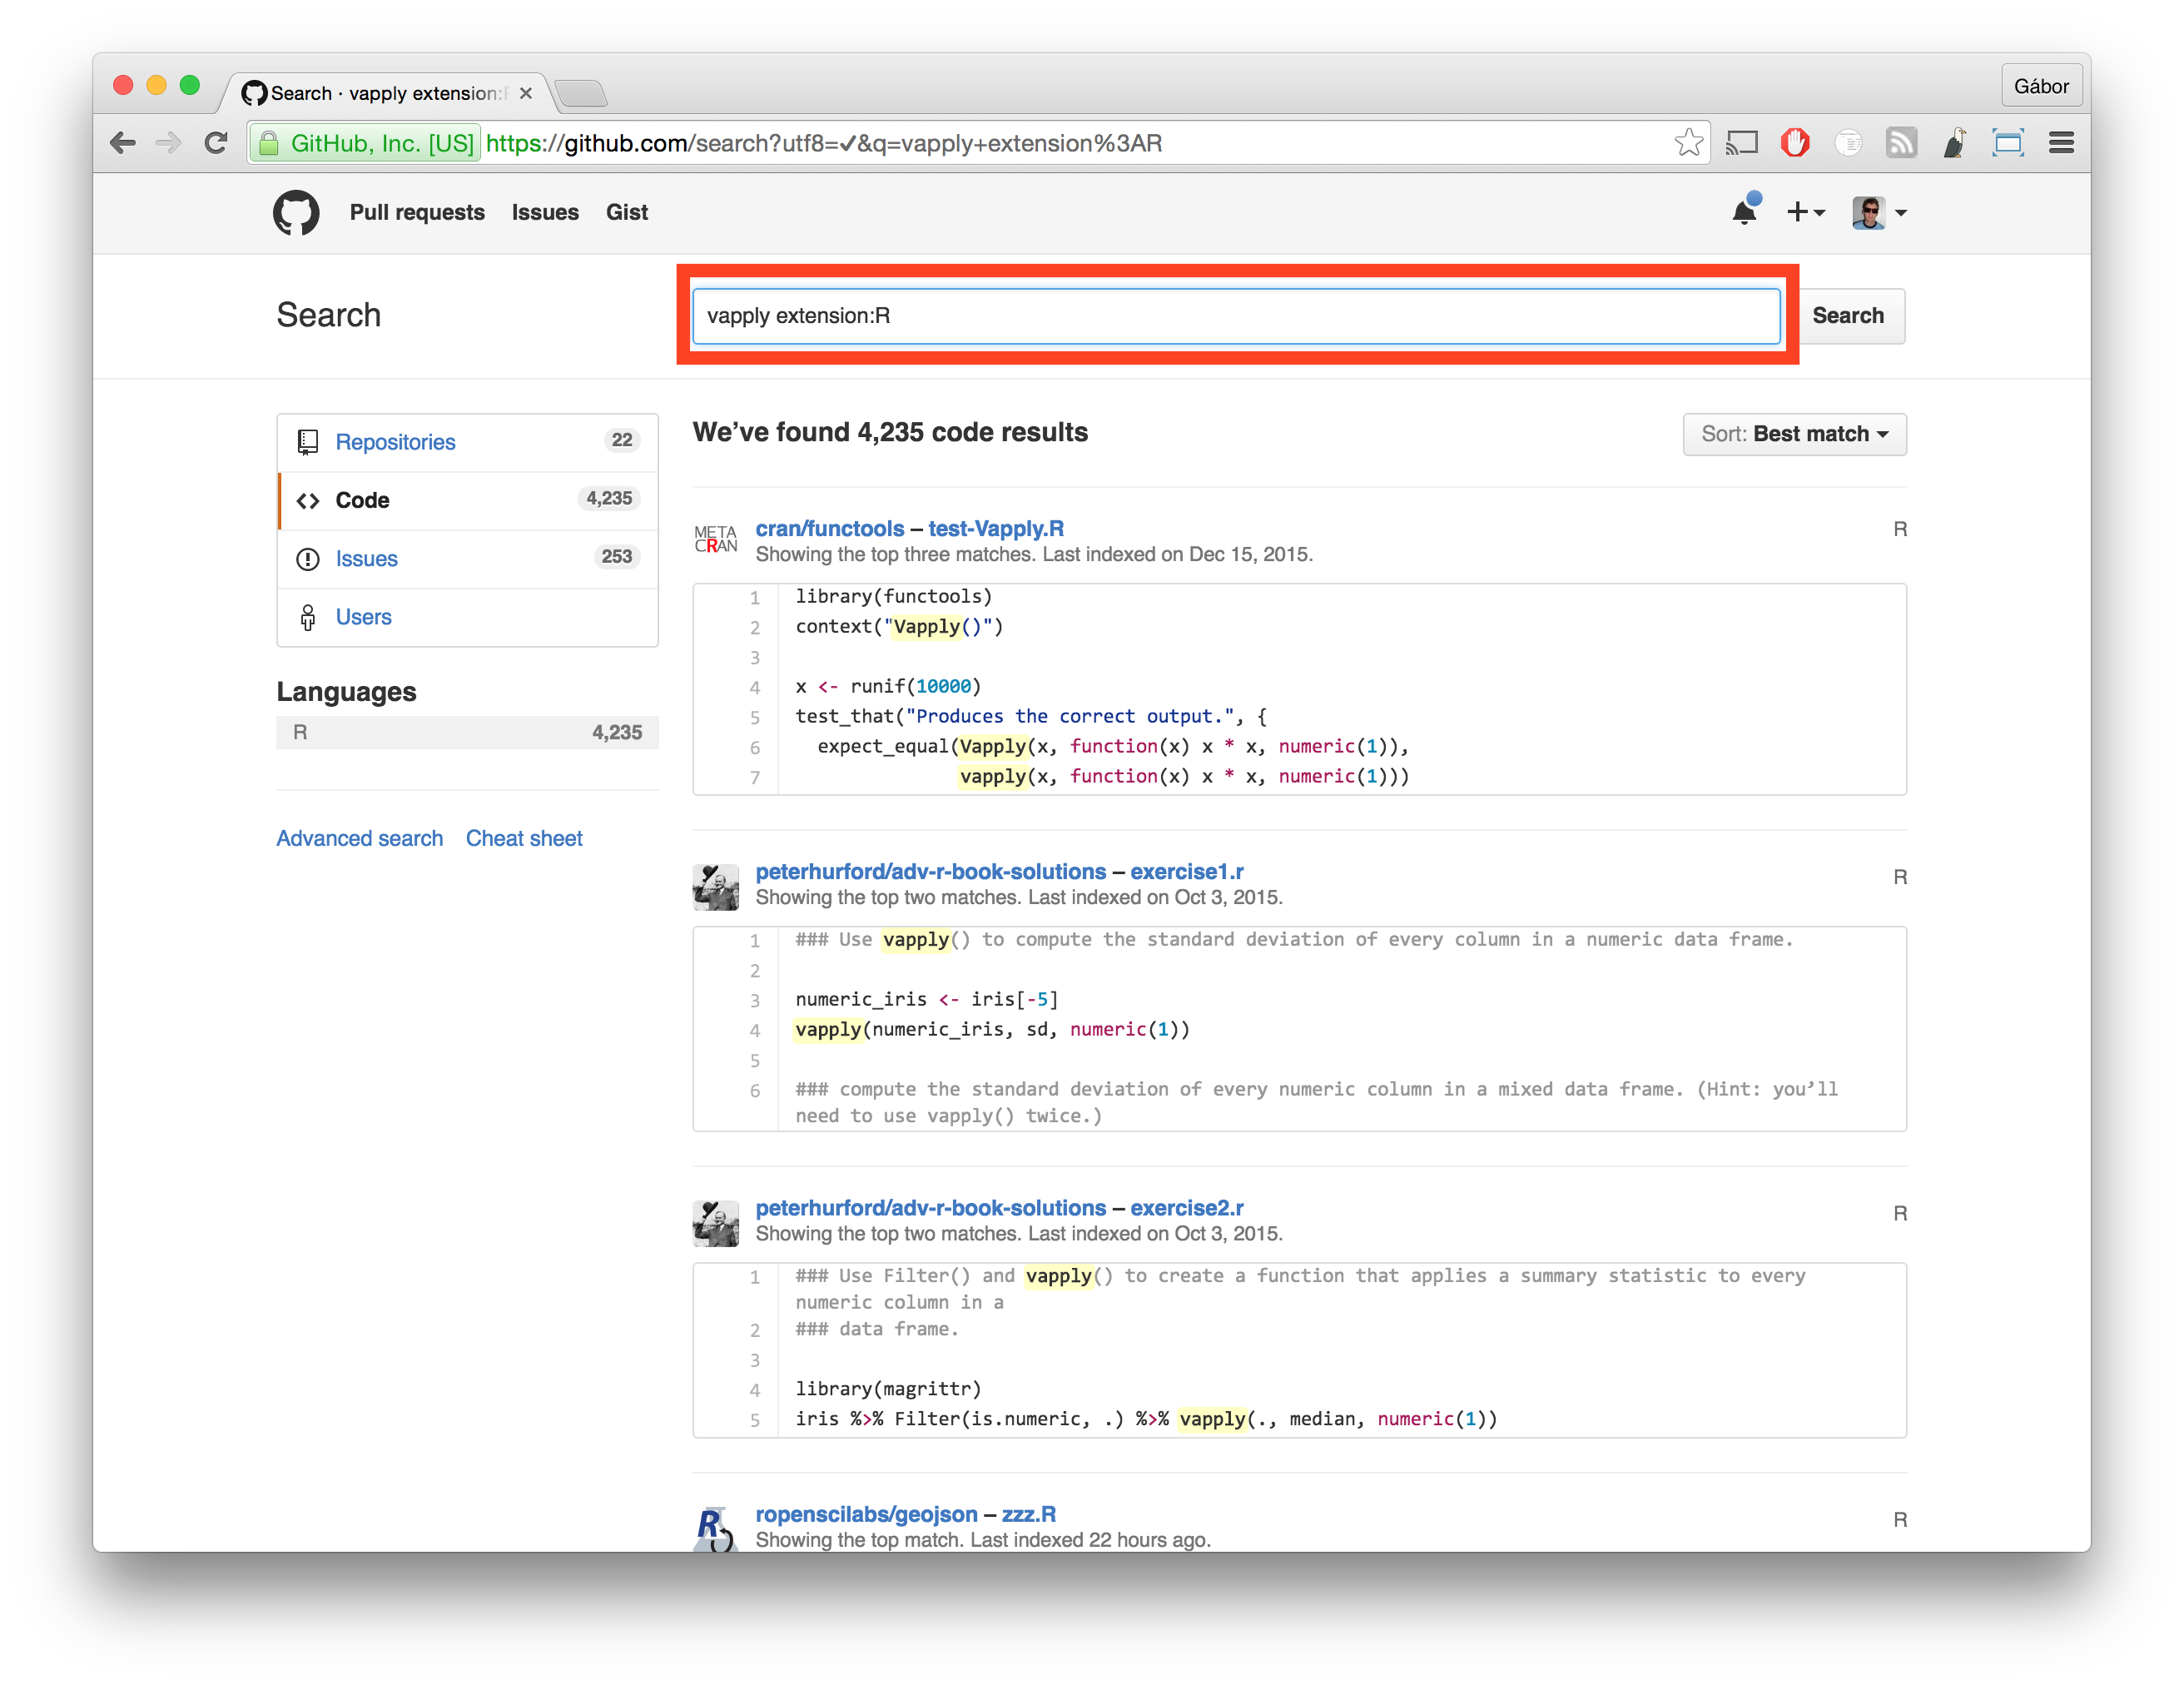 Search · vapply extension:R
Gábor
GitHub, Inc. [US] https://github.com/search?utf8=✓&q=vapply+extension%3AR
Pull requests Issues Gist
Search
vapply extension:R
Search
Repositories 22
Code 4,235
Issues 253
Users
Languages
R 4,235
Advanced search Cheat sheet
We’ve found 4,235 code results
Sort: Best match
META CRAN
cran/functools – test-Vapply.R
R
Showing the top three matches. Last indexed on Dec 15, 2015.
1 library(functools)
2 context("Vapply()")
3
4 x <- runif(10000)
5 test_that("Produces the correct output.", {
6   expect_equal(Vapply(x, function(x) x * x, numeric(1)),
7                vapply(x, function(x) x * x, numeric(1)))
peterhurford/adv-r-book-solutions – exercise1.r
R
Showing the top two matches. Last indexed on Oct 3, 2015.
1 ### Use vapply() to compute the standard deviation of every column in a numeric data frame.
2
3 numeric_iris <- iris[-5]
4 vapply(numeric_iris, sd, numeric(1))
5
6 ### compute the standard deviation of every numeric column in a mixed data frame. (Hint: you’ll
need to use vapply() twice.)
peterhurford/adv-r-book-solutions – exercise2.r
R
Showing the top two matches. Last indexed on Oct 3, 2015.
1 ### Use Filter() and vapply() to create a function that applies a summary statistic to every
numeric column in a
2 ### data frame.
3
4 library(magrittr)
5 iris %>% Filter(is.numeric, .) %>% vapply(., median, numeric(1))
R
ropenscilabs/geojson – zzz.R
R
Showing the top match. Last indexed 22 hours ago.